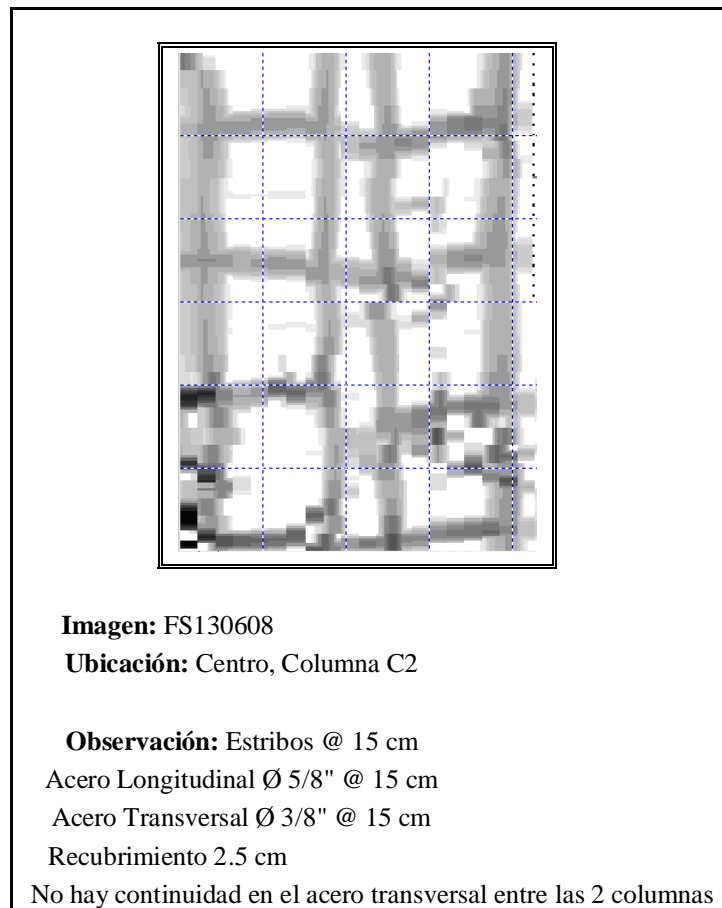 Imagen: FS130608
Ubicación: Centro, Columna C2
Observación: Estribos @ 15 cm
Acero Longitudinal Ø 5/8" @ 15 cm
Acero Transversal Ø 3/8" @ 15 cm
Recubrimiento 2.5 cm
No hay continuidad en el acero transversal entre las 2 columnas